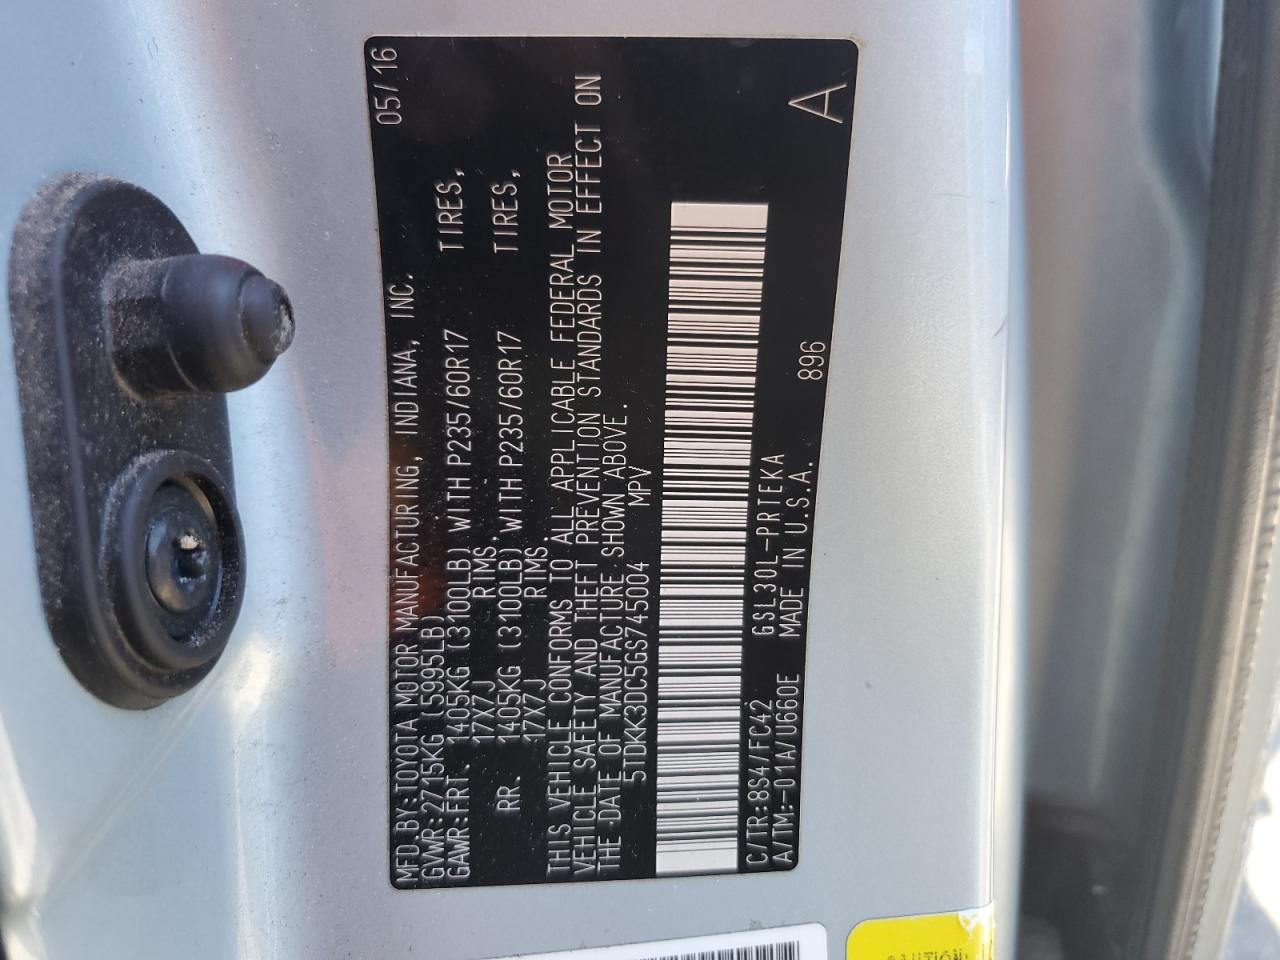 MFD.BY:TOYOTA MOTOR MANUFACTURING, INDIANA, INC. 05/16
GVWR:2715KG (5995LB)
GAWR:FRT. 1405KG (3100LB) WITH P235/60R17 TIRES,
17X7J RIMS,
RR. 1405KG (3100LB) WITH P235/60R17 TIRES,
17X7J RIMS.
THIS VEHICLE CONFORMS TO ALL APPLICABLE FEDERAL MOTOR
VEHICLE SAFETY AND THEFT PREVENTION STANDARDS IN EFFECT ON
THE DATE OF MANUFACTURE SHOWN ABOVE.
5TDKK3DC5GS745004 MPV
C/TR:8S4/FC42 GSL30L-PRTEKA
A/TM:-01A/U660E MADE IN U.S.A. 896
A
CAUTION: